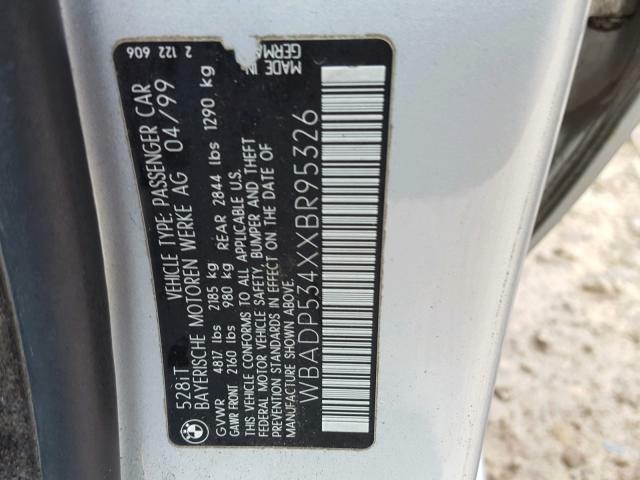 528iT VEHICLE TYPE: PASSENGER CAR
BAYERISCHE MOTOREN WERKE AG 04/99
GVWR 4817 lbs 2185 kg
GAWR FRONT 2160 lbs 980 kg REAR 2844 lbs 1290 kg
THIS VEHICLE CONFORMS TO ALL APPLICABLE U.S.
FEDERAL MOTOR VEHICLE SAFETY, BUMPER AND THEFT
PREVENTION STANDARDS IN EFFECT ON THE DATE OF
MANUFACTURE SHOWN ABOVE.
WBADP534XXBR95326
2 122 606
MADE IN
GERMANY